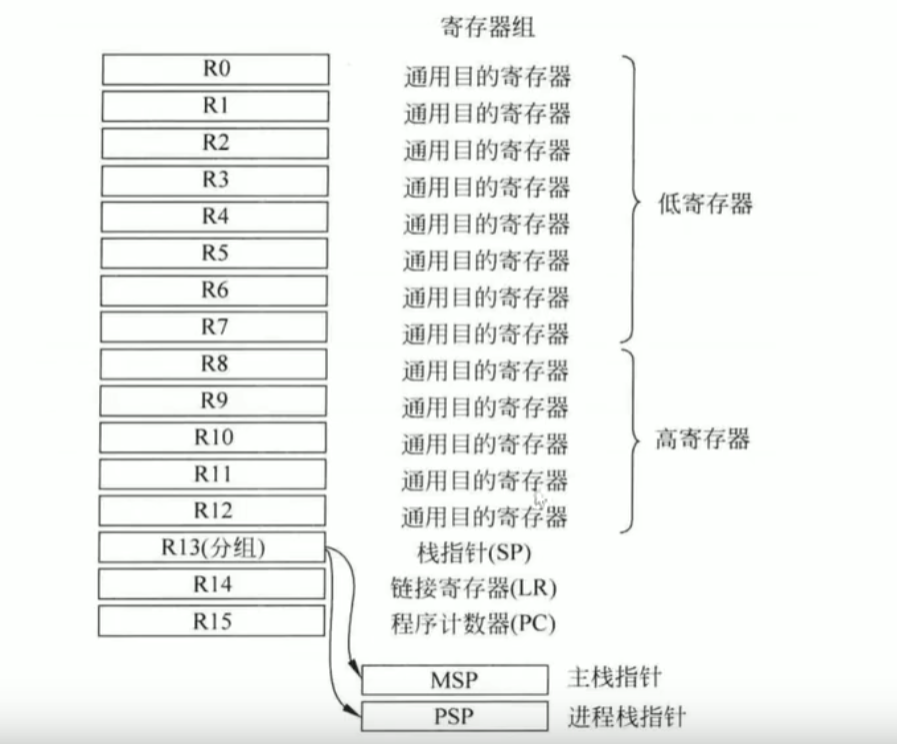 寄存器组
R0 通用目的寄存器
R1 通用目的寄存器
R2 通用目的寄存器
R3 通用目的寄存器
低寄存器
R4 通用目的寄存器
R5 通用目的寄存器
R6 通用目的寄存器
R7 通用目的寄存器
R8 通用目的寄存器
R9 通用目的寄存器
R10 通用目的寄存器
高寄存器
R11 通用目的寄存器
R12 通用目的寄存器
R13(分组) 栈指针(SP)
R14 链接寄存器(LR)
R15 程序计数器(PC)
MSP 主栈指针
PSP 进程栈指针